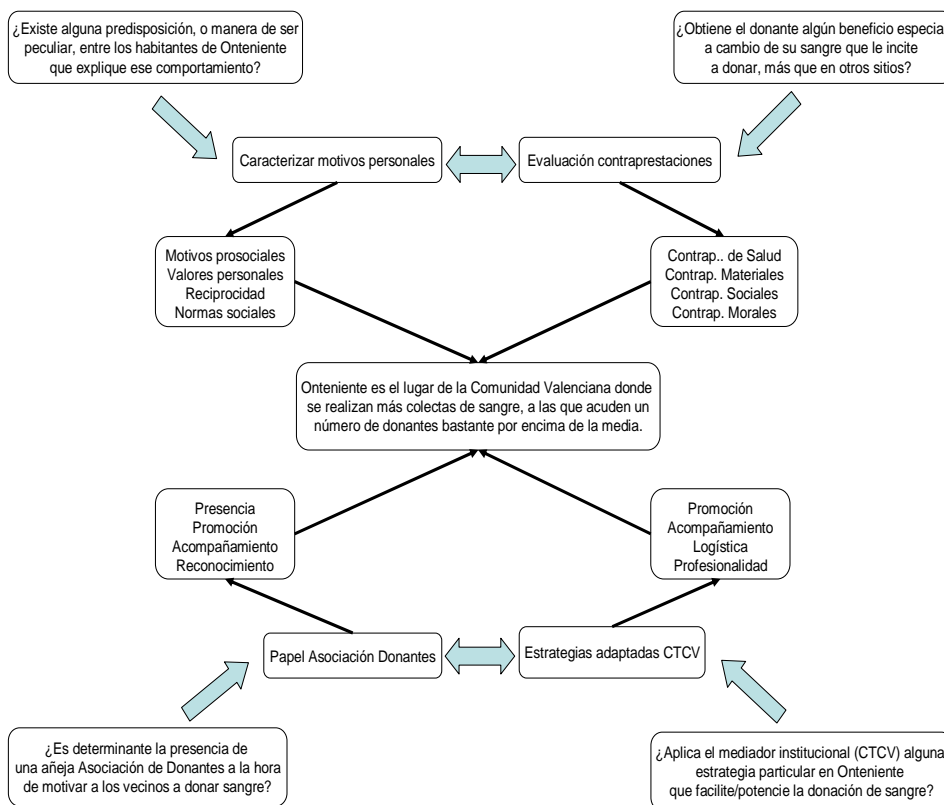 ¿Existe alguna predisposición, o manera de ser
peculiar, entre los habitantes de Onteniente
que explique ese comportamiento?
¿Obtiene el donante algún beneficio especia
a cambio de su sangre que le incite
a donar, más que en otros sitios?
Caracterizar motivos personales
Evaluación contraprestaciones
Motivos prosociales
Valores personales
Reciprocidad
Normas sociales
Contrap.. de Salud
Contrap. Materiales
Contrap. Sociales
Contrap. Morales
Onteniente es el lugar de la Comunidad Valenciana donde
se realizan más colectas de sangre, a las que acuden un
número de donantes bastante por encima de la media.
Presencia
Promoción
Acompañamiento
Reconocimiento
Promoción
Acompañamiento
Logística
Profesionalidad
Papel Asociación Donantes
Estrategias adaptadas CTCV
¿Es determinante la presencia de
una añeja Asociación de Donantes a la hora
de motivar a los vecinos a donar sangre?
¿Aplica el mediador institucional (CTCV) alguna
estrategia particular en Onteniente
que facilite/potencie la donación de sangre?